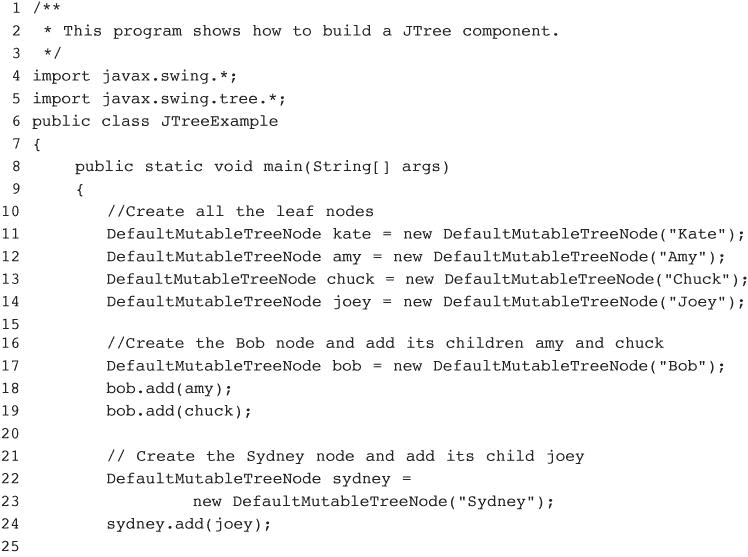 1 /**
2  * This program shows how to build a JTree component.
3  */
4 import javax.swing.*;
5 import javax.swing.tree.*;
6 public class JTreeExample
7 {
8     public static void main(String[] args)
9     {
10        //Create all the leaf nodes
11        DefaultMutableTreeNode kate = new DefaultMutableTreeNode("Kate");
12        DefaultMutableTreeNode amy = new DefaultMutableTreeNode("Amy");
13        DefaultMutableTreeNode chuck = new DefaultMutableTreeNode("Chuck");
14        DefaultMutableTreeNode joey = new DefaultMutableTreeNode("Joey");
15
16        //Create the Bob node and add its children amy and chuck
17        DefaultMutableTreeNode bob = new DefaultMutableTreeNode("Bob");
18        bob.add(amy);
19        bob.add(chuck);
20
21        // Create the Sydney node and add its child joey
22        DefaultMutableTreeNode sydney =
23                new DefaultMutableTreeNode("Sydney");
24        sydney.add(joey);
25